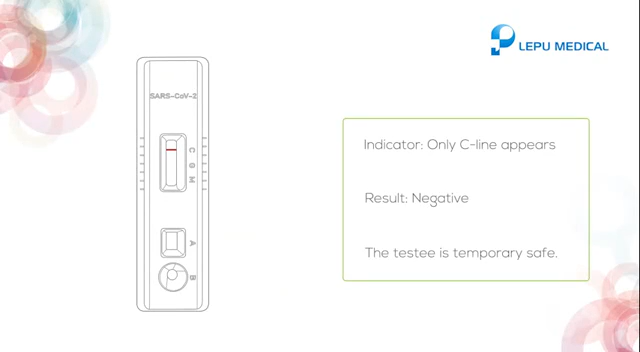 LEPU MEDICAL
SARS-CoV-2
C
G
M
A
B
Indicator: Only C-line appears
Result: Negative
The testee is temporary safe.